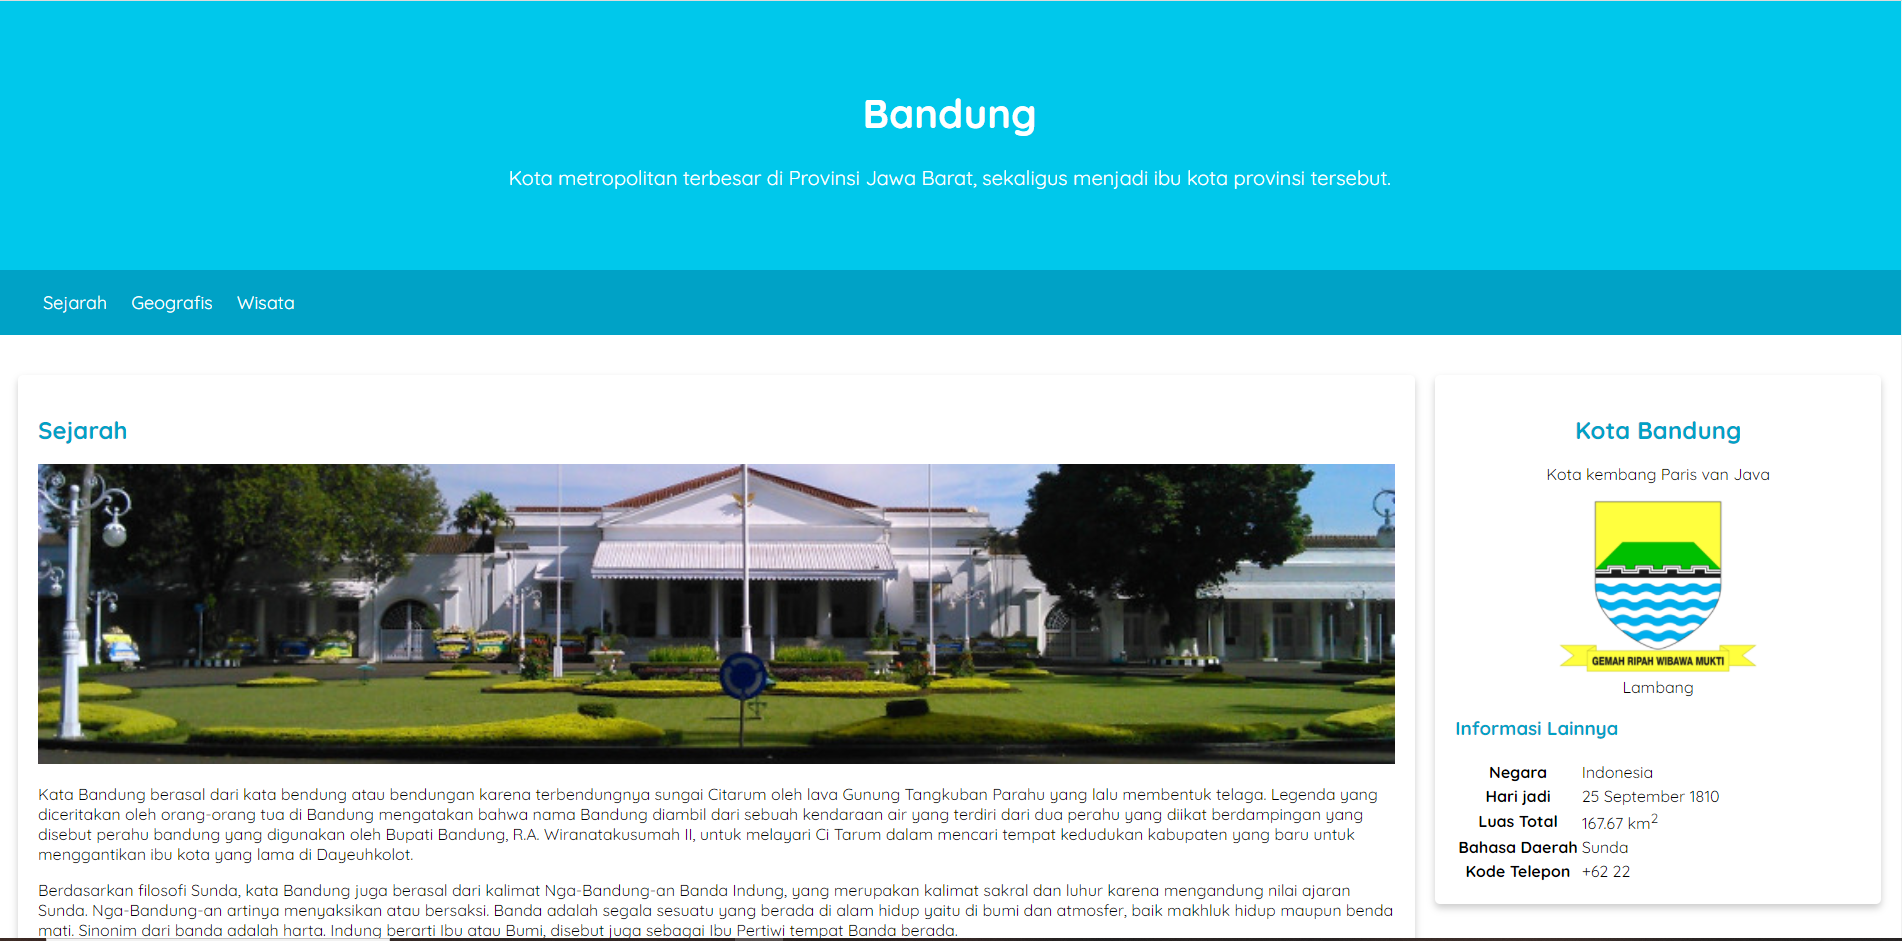 Bandung
Kota metropolitan terbesar di Provinsi Jawa Barat, sekaligus menjadi ibu kota provinsi tersebut.
Sejarah Geografis Wisata
Sejarah
Kata Bandung berasal dari kata bendung atau bendungan karena terbendungnya sungai Citarum oleh lava Gunung Tangkuban Parahu yang lalu membentuk telaga. Legenda yang
diceritakan oleh orang-orang tua di Bandung mengatakan bahwa nama Bandung diambil dari sebuah kendaraan air yang terdiri dari dua perahu yang diikat berdampingan yang
disebut perahu bandung yang digunakan oleh Bupati Bandung, R.A. Wiranatakusumah II, untuk melayari Ci Tarum dalam mencari tempat kedudukan kabupaten yang baru untuk
menggantikan ibu kota yang lama di Dayeuhkolot.
Berdasarkan filosofi Sunda, kata Bandung juga berasal dari kalimat Nga-Bandung-an Banda Indung, yang merupakan kalimat sakral dan luhur karena mengandung nilai ajaran
Sunda. Nga-Bandung-an artinya menyaksikan atau bersaksi. Banda adalah segala sesuatu yang berada di alam hidup yaitu di bumi dan atmosfer, baik makhluk hidup maupun benda
mati. Sinonim dari banda adalah harta. Indung berarti Ibu atau Bumi, disebut juga sebagai Ibu Pertiwi tempat Banda berada.
Kota Bandung
Kota kembang Paris van Java
GEMAH RIPAH WIBAWA MUKTI
Lambang
Informasi Lainnya
Negara Indonesia
Hari jadi 25 September 1810
Luas Total 167.67 km²
Bahasa Daerah Sunda
Kode Telepon +62 22